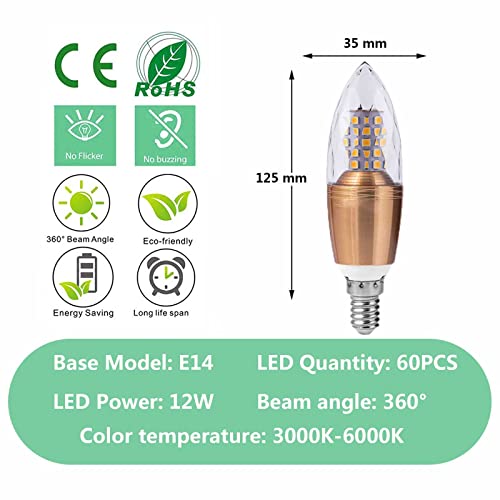 35 mm
CE
RoHS
No Flicker
No buzzing
125 mm
360° Beam Angle
Eco-friendly
Energy Saving
Long life span
Base Model: E14
LED Quantity: 60PCS
LED Power: 12W
Beam angle: 360°
Color temperature: 3000K-6000K